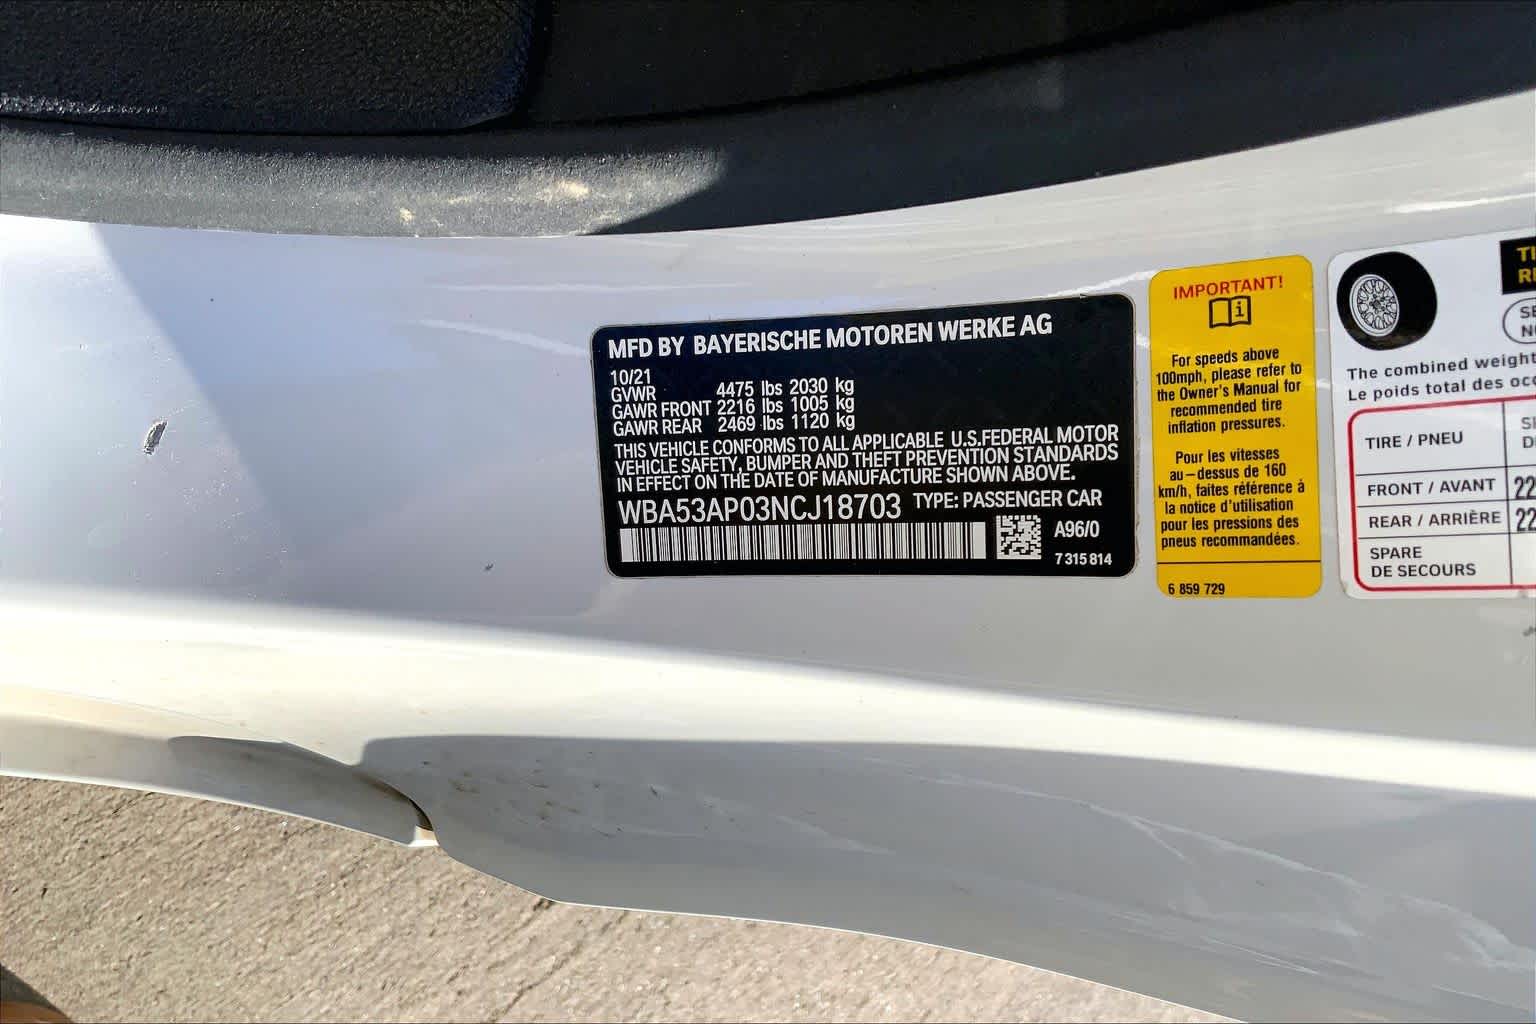 MFD BY BAYERISCHE MOTOREN WERKE AG
10/21
GVWR 4475 lbs 2030 kg
GAWR FRONT 2216 lbs 1005 kg
GAWR REAR 2469 lbs 1120 kg
THIS VEHICLE CONFORMS TO ALL APPLICABLE U.S.FEDERAL MOTOR
VEHICLE SAFETY, BUMPER AND THEFT PREVENTION STANDARDS
IN EFFECT ON THE DATE OF MANUFACTURE SHOWN ABOVE.
WBA53AP03NCJ18703 TYPE: PASSENGER CAR
A96/0
7 315 814
IMPORTANT!
i
For speeds above
100mph, please refer to
the Owner's Manual for
recommended tire
inflation pressures.
Pour les vitesses
au-dessus de 160
km/h, faites référence à
la notice d'utilisation
pour les pressions des
pneus recommandées.
6 859 729
The combined weight
Le poids total des
TIRE / PNEU
FRONT / AVANT 22
REAR / ARRIÈRE 22
SPARE
DE SECOURS